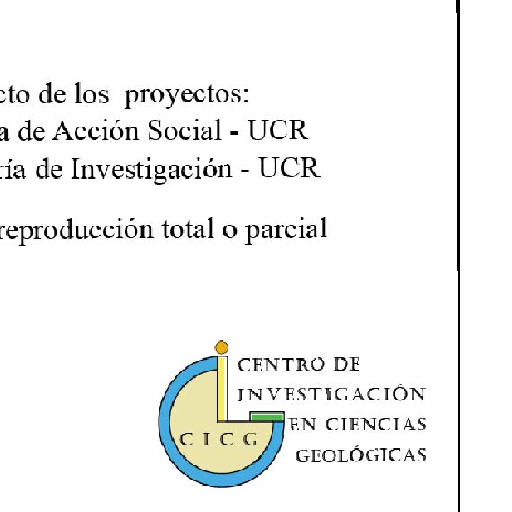 cto de los proyectos:
a de Acción Social - UCR
ría de Investigación - UCR
reproducción total o parcial
CENTRO DE
INVESTIGACIÓN
EN CIENCIAS
CICG
GEOLÓGICAS